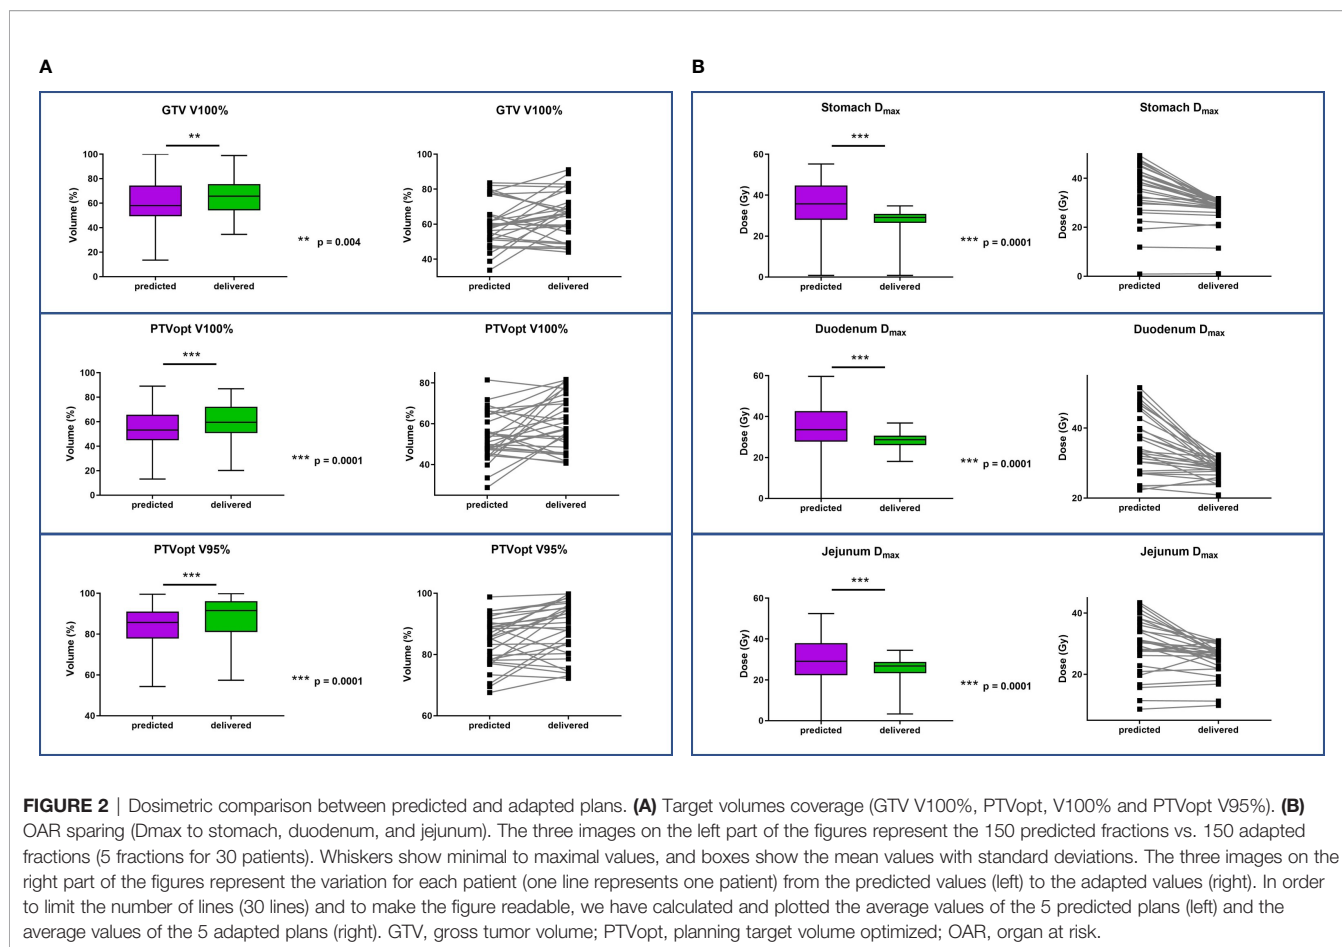 A
B
GTV V100%
GTV V100%
Stomach Dmax
Stomach Dmax
**
***
100
80
60
40
20
0
Volume (%)
predicted
delivered
** p = 0.004
100
80
60
40
Volume (%)
predicted
delivered
60
40
20
0
Dose (Gy)
predicted
delivered
*** p = 0.0001
40
20
0
Dose (Gy)
predicted
delivered
PTVopt V100%
PTVopt V100%
Duodenum Dmax
Duodenum Dmax
***
***
100
80
60
40
20
0
Volume (%)
predicted
delivered
*** p = 0.0001
80
60
40
Volume (%)
predicted
delivered
60
40
20
0
Dose (Gy)
predicted
delivered
*** p = 0.0001
40
20
Dose (Gy)
predicted
delivered
PTVopt V95%
PTVopt V95%
Jejunum Dmax
Jejunum Dmax
***
***
100
80
60
40
Volume (%)
predicted
delivered
*** p = 0.0001
100
80
60
Volume (%)
predicted
delivered
60
40
20
0
Dose (Gy)
predicted
delivered
*** p = 0.0001
40
20
Dose (Gy)
predicted
delivered
FIGURE 2 | Dosimetric comparison between predicted and adapted plans. (A) Target volumes coverage (GTV V100%, PTVopt, V100% and PTVopt V95%). (B)
OAR sparing (Dmax to stomach, duodenum, and jejunum). The three images on the left part of the figures represent the 150 predicted fractions vs. 150 adapted
fractions (5 fractions for 30 patients). Whiskers show minimal to maximal values, and boxes show the mean values with standard deviations. The three images on the
right part of the figures represent the variation for each patient (one line represents one patient) from the predicted values (left) to the adapted values (right). In order
to limit the number of lines (30 lines) and to make the figure readable, we have calculated and plotted the average values of the 5 predicted plans (left) and the
average values of the 5 adapted plans (right). GTV, gross tumor volume; PTVopt, planning target volume optimized; OAR, organ at risk.